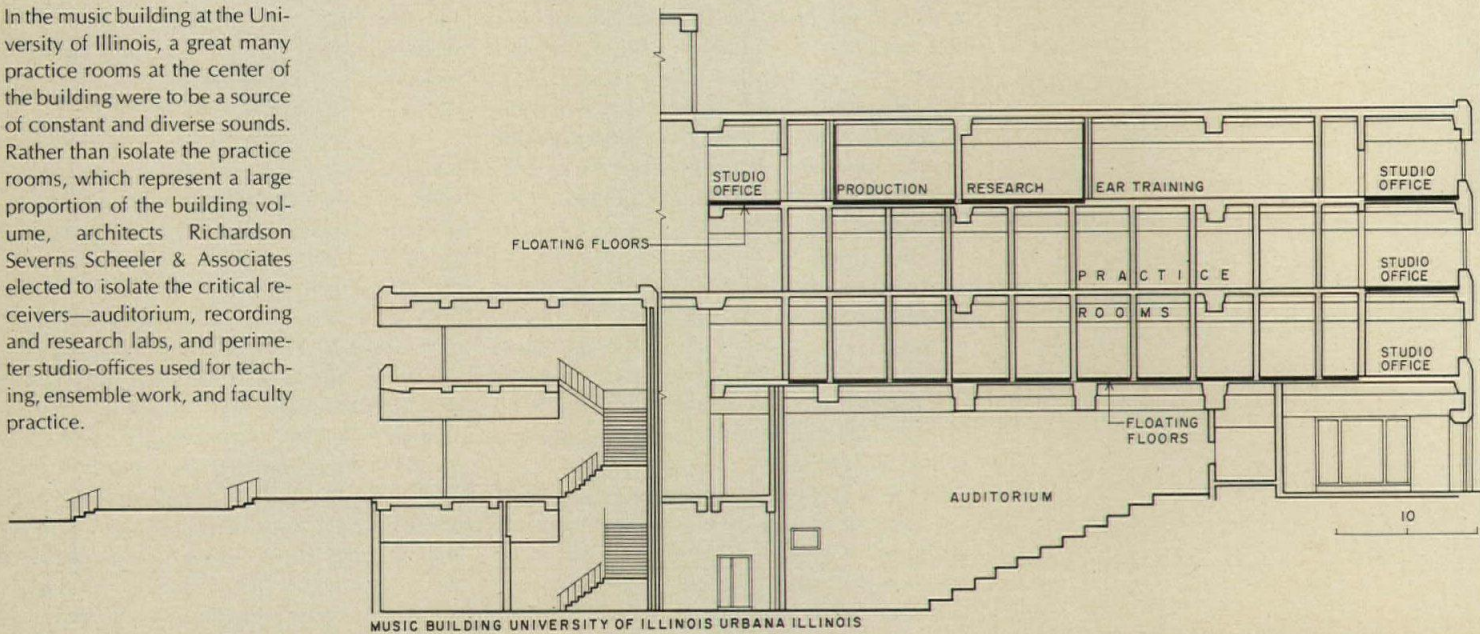 In the music building at the Uni-
versity of Illinois, a great many
practice rooms at the center of
the building were to be a source
of constant and diverse sounds.
Rather than isolate the practice
rooms, which represent a large
proportion of the building vol-
ume, architects Richardson
Severns Scheeler & Associates
elected to isolate the critical re-
ceivers—auditorium, recording
and research labs, and perime-
ter studio-offices used for teach-
ing, ensemble work, and faculty
practice.
STUDIO
OFFICE
PRODUCTION
RESEARCH
EAR TRAINING
STUDIO
OFFICE
FLOATING FLOORS
PRACTICE
STUDIO
OFFICE
ROOMS
STUDIO
OFFICE
FLOATING
FLOORS
AUDITORIUM
10
MUSIC BUILDING UNIVERSITY OF ILLINOIS URBANA ILLINOIS